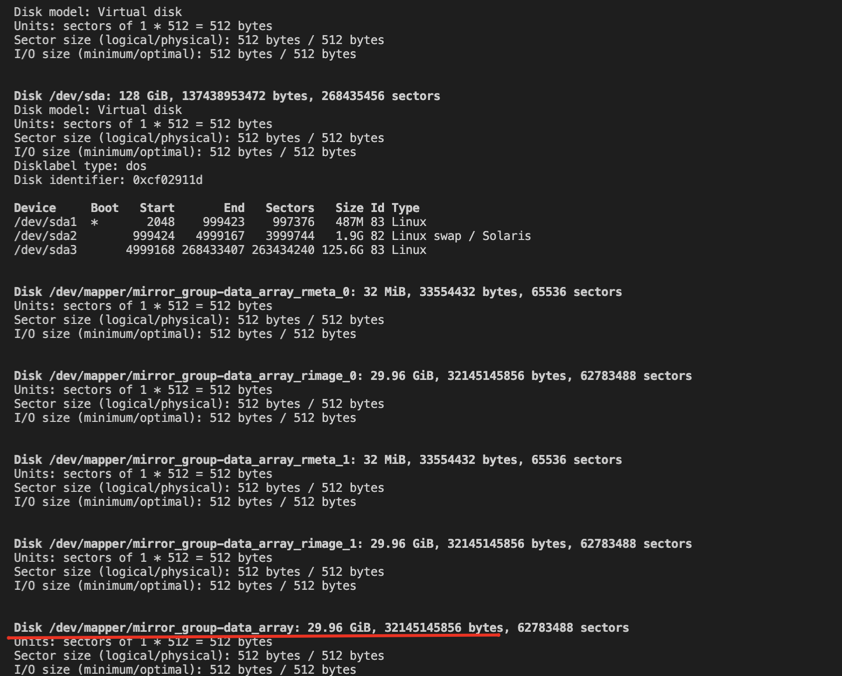 Disk model: Virtual disk
Units: sectors of 1 * 512 = 512 bytes
Sector size (logical/physical): 512 bytes / 512 bytes
I/O size (minimum/optimal): 512 bytes / 512 bytes
Disk /dev/sda: 128 GiB, 137438953472 bytes, 268435456 sectors
Disk model: Virtual disk
Units: sectors of 1 * 512 = 512 bytes
Sector size (logical/physical): 512 bytes / 512 bytes
I/O size (minimum/optimal): 512 bytes / 512 bytes
Disklabel type: dos
Disk identifier: 0xcf02911d
Device     Boot   Start       End   Sectors   Size Id Type
/dev/sda1  *       2048    999423    997376   487M 83 Linux
/dev/sda2        999424   4999167   3999744   1.9G 82 Linux swap / Solaris
/dev/sda3       4999168 268433407 263434240 125.6G 83 Linux
Disk /dev/mapper/mirror_group-data_array_rmeta_0: 32 MiB, 33554432 bytes, 65536 sectors
Units: sectors of 1 * 512 = 512 bytes
Sector size (logical/physical): 512 bytes / 512 bytes
I/O size (minimum/optimal): 512 bytes / 512 bytes
Disk /dev/mapper/mirror_group-data_array_rimage_0: 29.96 GiB, 32145145856 bytes, 62783488 sectors
Units: sectors of 1 * 512 = 512 bytes
Sector size (logical/physical): 512 bytes / 512 bytes
I/O size (minimum/optimal): 512 bytes / 512 bytes
Disk /dev/mapper/mirror_group-data_array_rmeta_1: 32 MiB, 33554432 bytes, 65536 sectors
Units: sectors of 1 * 512 = 512 bytes
Sector size (logical/physical): 512 bytes / 512 bytes
I/O size (minimum/optimal): 512 bytes / 512 bytes
Disk /dev/mapper/mirror_group-data_array_rimage_1: 29.96 GiB, 32145145856 bytes, 62783488 sectors
Units: sectors of 1 * 512 = 512 bytes
Sector size (logical/physical): 512 bytes / 512 bytes
I/O size (minimum/optimal): 512 bytes / 512 bytes
Disk /dev/mapper/mirror_group-data_array: 29.96 GiB, 32145145856 bytes, 62783488 sectors
Units: sectors of 1 * 512 = 512 bytes
Sector size (logical/physical): 512 bytes / 512 bytes
I/O size (minimum/optimal): 512 bytes / 512 bytes